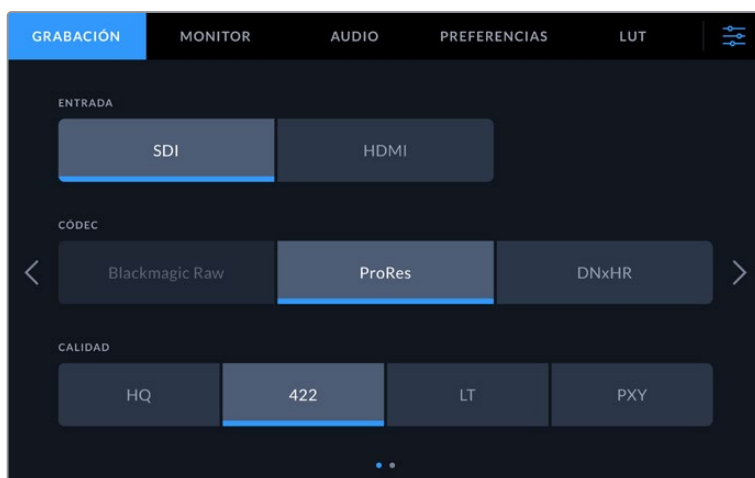 GRABACIÓN MONITOR AUDIO PREFERENCIAS LUT
ENTRADA
SDI HDMI
CÓDEC
Blackmagic Raw ProRes DNxHR
CALIDAD
HQ 422 LT PXY